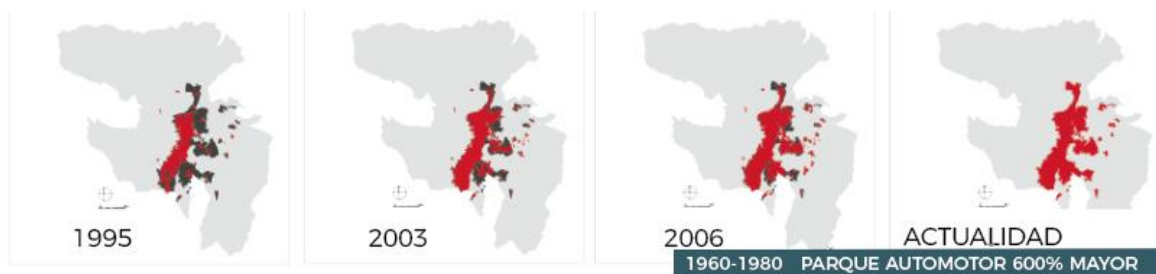 1995
2003
2006
ACTUALIDAD
1960-1980 PARQUE AUTOMOTOR 600% MAYOR